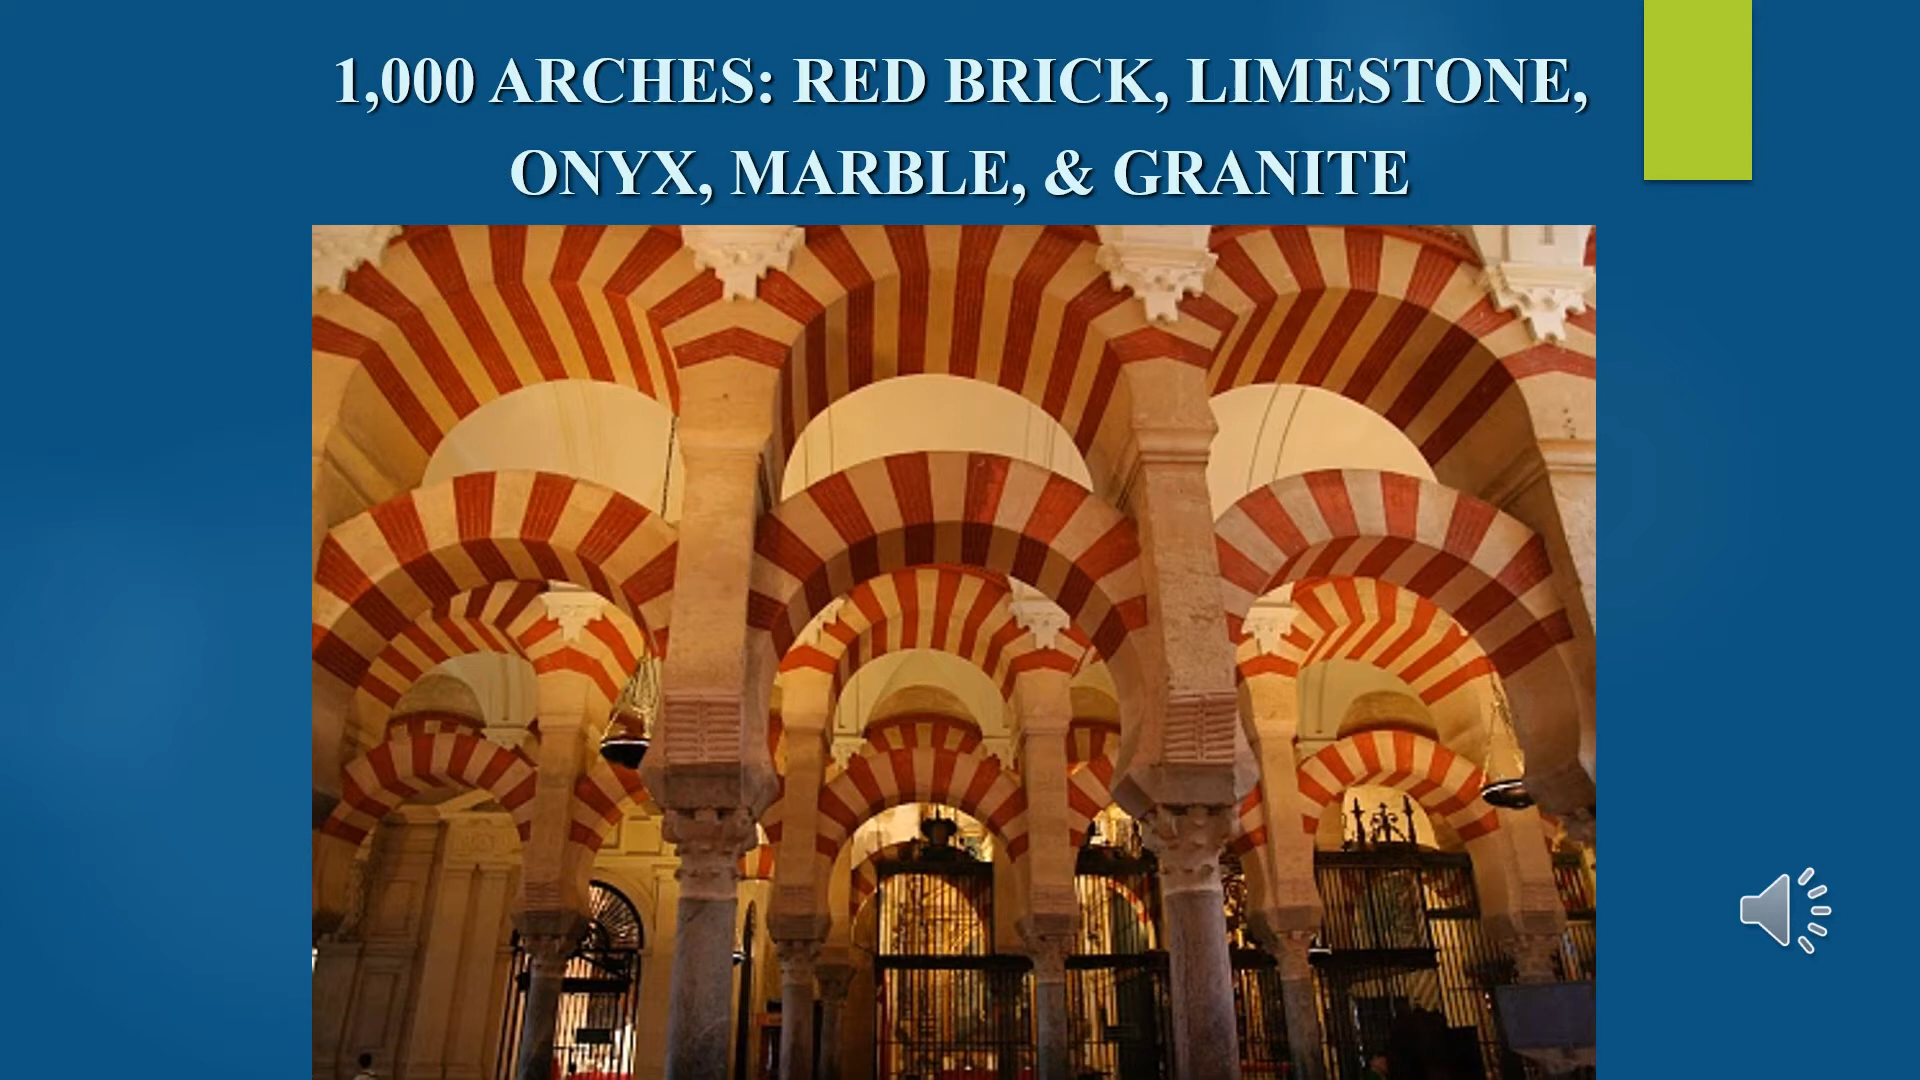 1,000 ARCHES: RED BRICK, LIMESTONE,
ONYX, MARBLE, & GRANITE